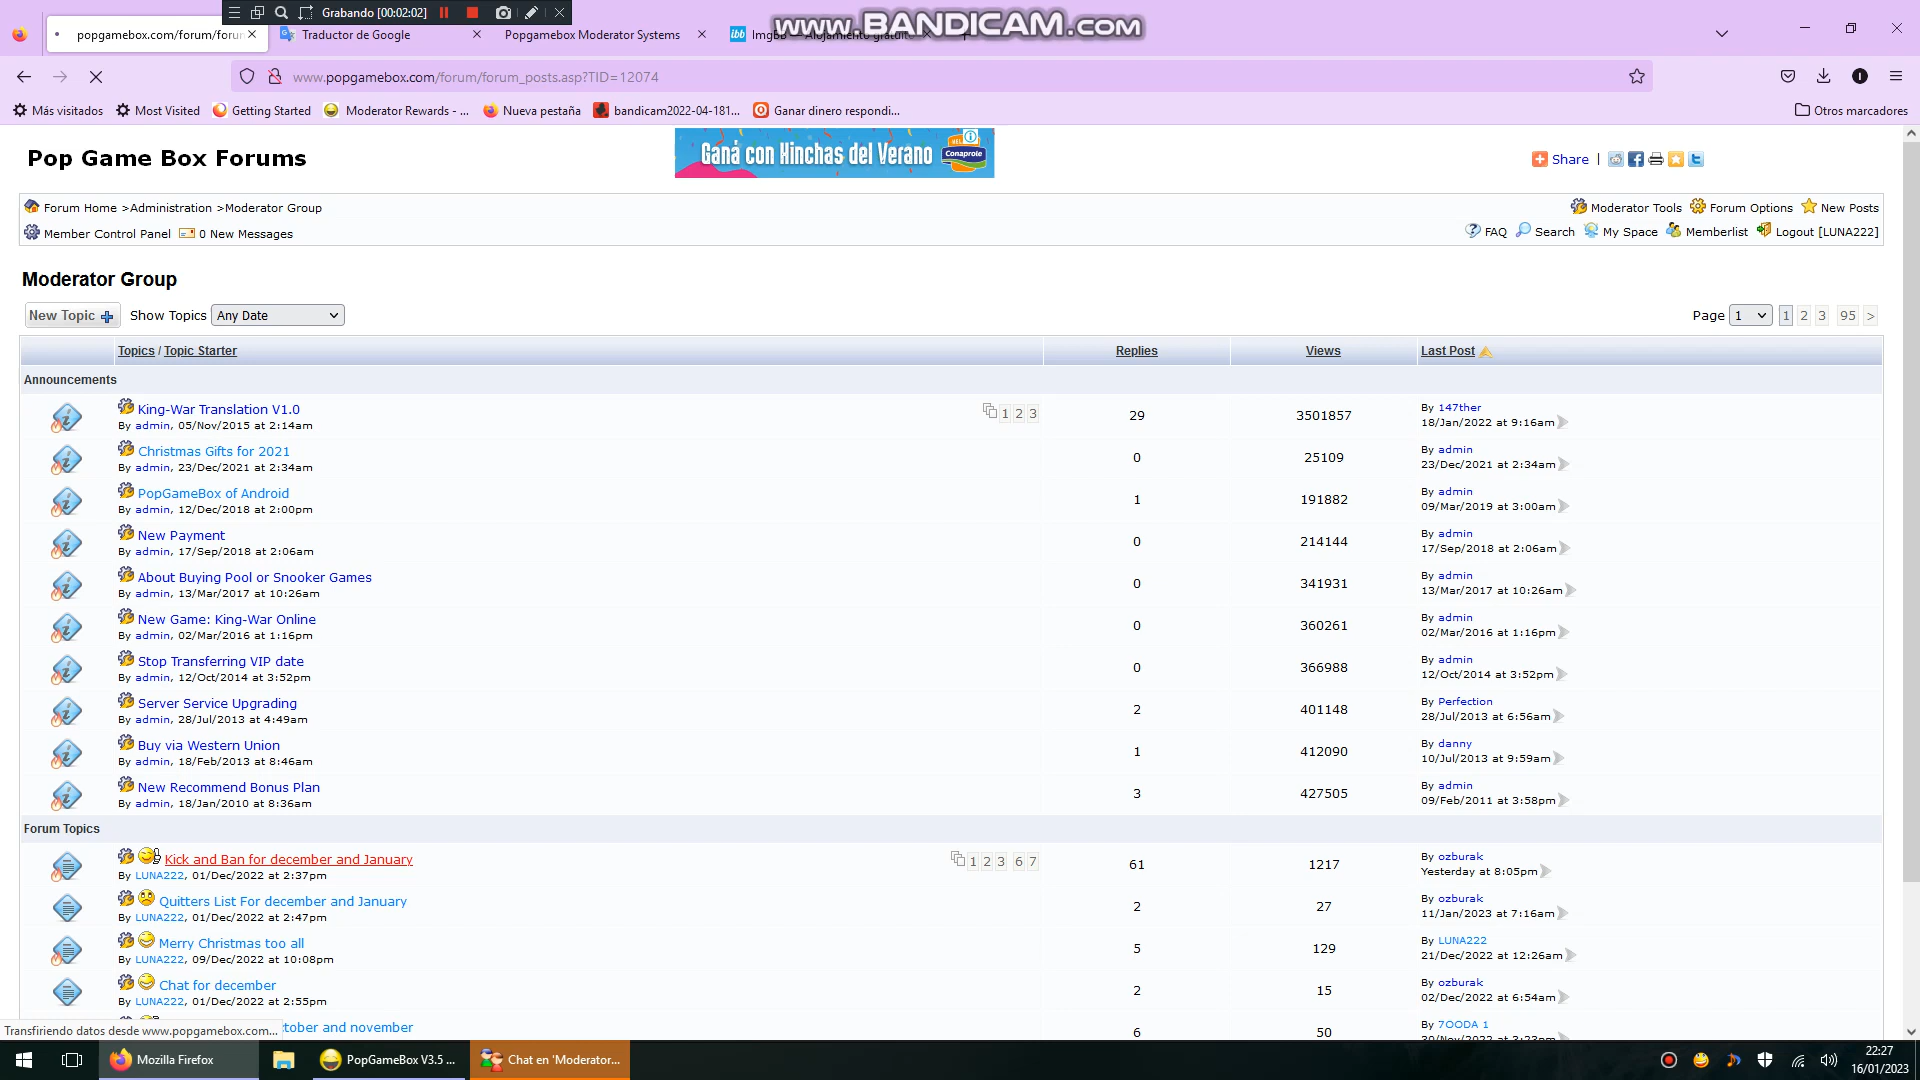 Grabando [00:02:02]
www.BANDICAM.com
popgamebox.com/forum/forum
Traductor de Google
Popgamebox Moderator Systems
www.popgamebox.com/forum/forum_posts.asp?TID=12074
Más visitados
Most Visited
Getting Started
Moderator Rewards - ...
Nueva pestaña
bandicam2022-04-181...
Ganar dinero respondi...
Otros marcadores
Pop Game Box Forums
Ganá con Hinchas del Verano
Conaprole
Share |
Forum Home >Administration >Moderator Group
Moderator Tools Forum Options New Posts
Member Control Panel 0 New Messages
FAQ Search My Space Memberlist Logout [LUNA222]
Moderator Group
New Topic Show Topics Any Date
Page 1 1 2 3 95 >
Topics / Topic Starter Replies Views Last Post
Announcements
King-War Translation V1.0 1 2 3
By admin, 05/Nov/2015 at 2:14am
29 3501857
By 147ther
18/Jan/2022 at 9:16am
Christmas Gifts for 2021
By admin, 23/Dec/2021 at 2:34am
0 25109
By admin
23/Dec/2021 at 2:34am
PopGameBox of Android
By admin, 12/Dec/2018 at 2:00pm
1 191882
By admin
09/Mar/2019 at 3:00am
New Payment
By admin, 17/Sep/2018 at 2:06am
0 214144
By admin
17/Sep/2018 at 2:06am
About Buying Pool or Snooker Games
By admin, 13/Mar/2017 at 10:26am
0 341931
By admin
13/Mar/2017 at 10:26am
New Game: King-War Online
By admin, 02/Mar/2016 at 1:16pm
0 360261
By admin
02/Mar/2016 at 1:16pm
Stop Transferring VIP date
By admin, 12/Oct/2014 at 3:52pm
0 366988
By admin
12/Oct/2014 at 3:52pm
Server Service Upgrading
By admin, 28/Jul/2013 at 4:49am
2 401148
By Perfection
28/Jul/2013 at 6:56am
Buy via Western Union
By admin, 18/Feb/2013 at 8:46am
1 412090
By danny
10/Jul/2013 at 9:59am
New Recommend Bonus Plan
By admin, 18/Jan/2010 at 8:36am
3 427505
By admin
09/Feb/2011 at 3:58pm
Forum Topics
Kick and Ban for december and January 1 2 3 6 7
By LUNA222, 01/Dec/2022 at 2:37pm
61 1217
By ozburak
Yesterday at 8:05pm
Quitters List For december and January
By LUNA222, 01/Dec/2022 at 2:47pm
2 27
By ozburak
11/Jan/2023 at 7:16am
Merry Christmas too all
By LUNA222, 09/Dec/2022 at 10:08pm
5 129
By LUNA222
21/Dec/2022 at 12:26am
Chat for december
By LUNA222, 01/Dec/2022 at 2:55pm
2 15
By ozburak
02/Dec/2022 at 6:54am
Transfiriendo datos desde www.popgamebox.com...
ctober and november
6 50
By 7OODA 1
30/Nov/2022 at 3:23pm
Mozilla Firefox
PopGameBox V3.5 ...
Chat en 'Moderator...
22:27
16/01/2023